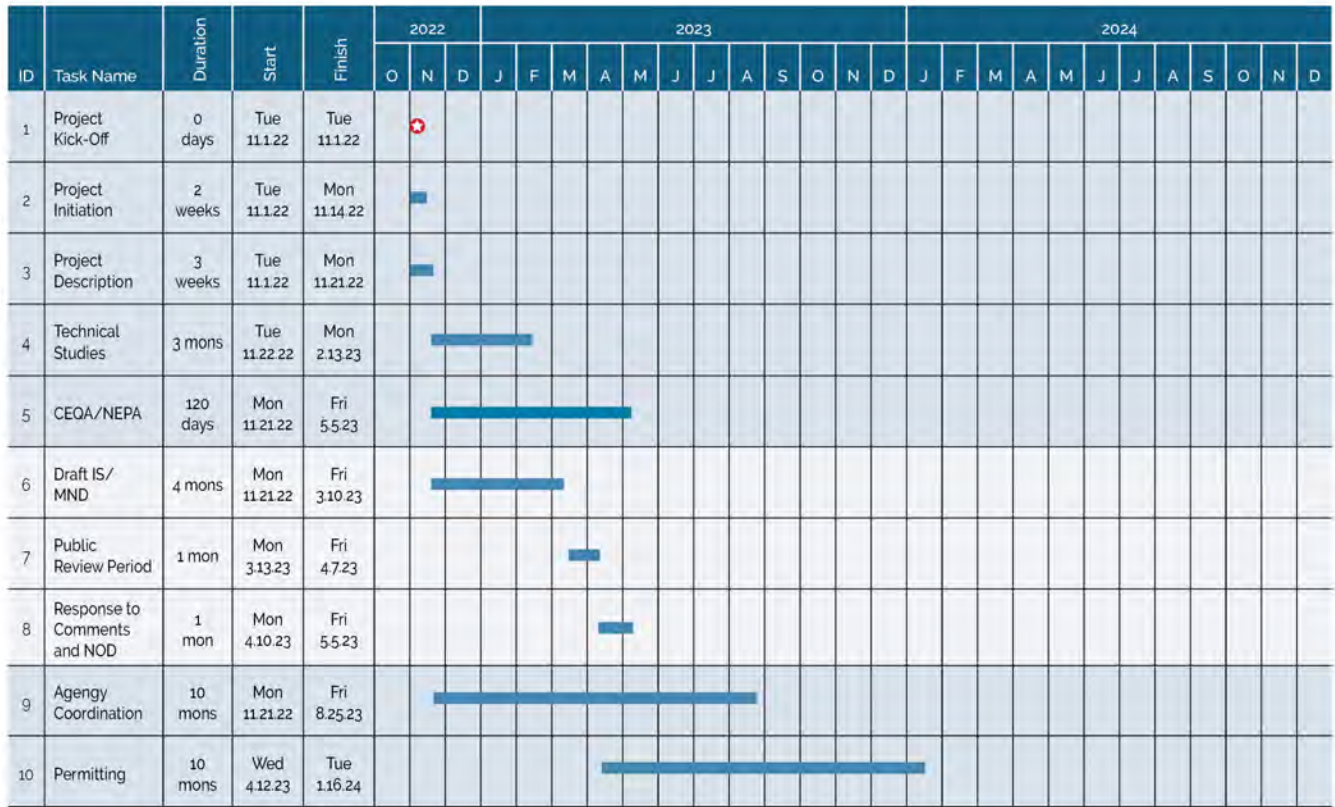 2022 2023 2024
ID Task Name Duration Start Finish O N D J F M A M J J A S O N D J F M A M J J A S O N D
Project
Kick-Off
1
0
days
Tue
11.1.22
Tue
11.1.22
Project
Initiation
2
2
weeks
Tue
11.1.22
Mon
11.14.22
Project
Description
3
3
weeks
Tue
11.1.22
Mon
11.21.22
Technical
Studies
4
3 mons
Tue
11.22.22
Mon
2.13.23
5
CEQA/NEPA
120
days
Mon
11.21.22
Fri
5.5.23
Draft IS/
MND
6
4 mons
Mon
11.21.22
Fri
3.10.23
Public
Review Period
7
1 mon
Mon
3.13.23
Fri
4.7.23
Response to
Comments
and NOD
8
1
mon
Mon
4.10.23
Fri
5.5.23
Agengy
Coordination
9
10
mons
Mon
11.21.22
Fri
8.25.23
10
Permitting
10
mons
Wed
4.12.23
Tue
1.16.24